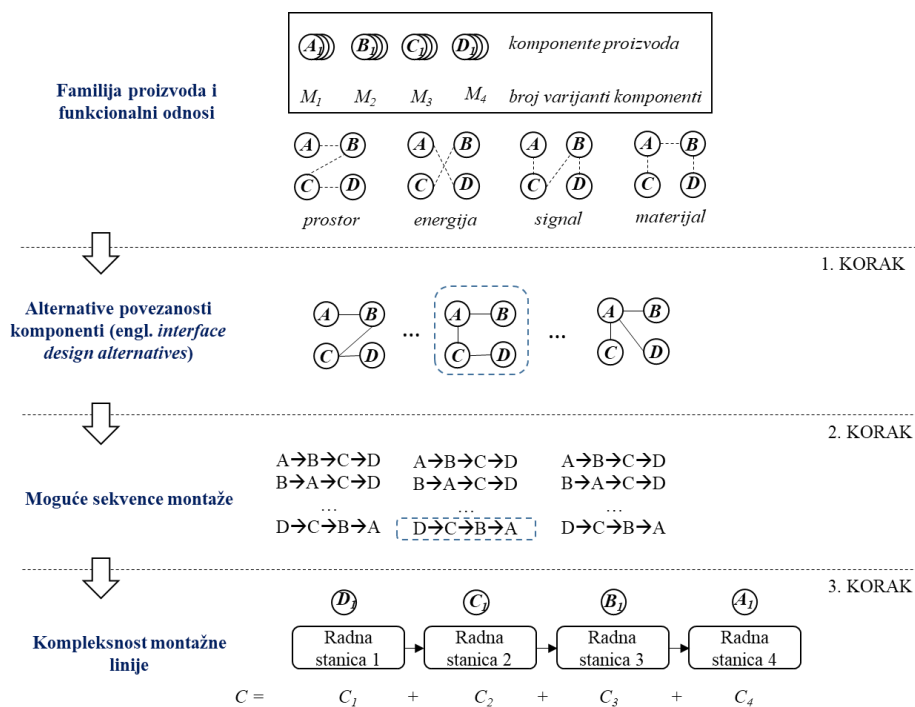 A1 B1 C1 D1 komponente proizvoda
Familija proizvoda i
funkcionalni odnosi
M1 M2 M3 M4 broj varijanti komponenti
A B A B A B A B
C D C D C D C D
prostor energija signal materijal
1. KORAK
Alternative povezanosti
komponenti (engl. interface
design alternatives)
A B ... A B ... A B
C D C D C D
2. KORAK
Moguće sekvence montaže
A→B→C→D A→B→C→D A→B→C→D
B→A→C→D B→A→C→D B→A→C→D
... ... ...
D→C→B→A D→C→B→A D→C→B→A
3. KORAK
Kompleksnost montažne
linije
D1 C1 B1 A1
Radna Radna Radna Radna
stanica 1 stanica 2 stanica 3 stanica 4
C = C1 + C2 + C3 + C4